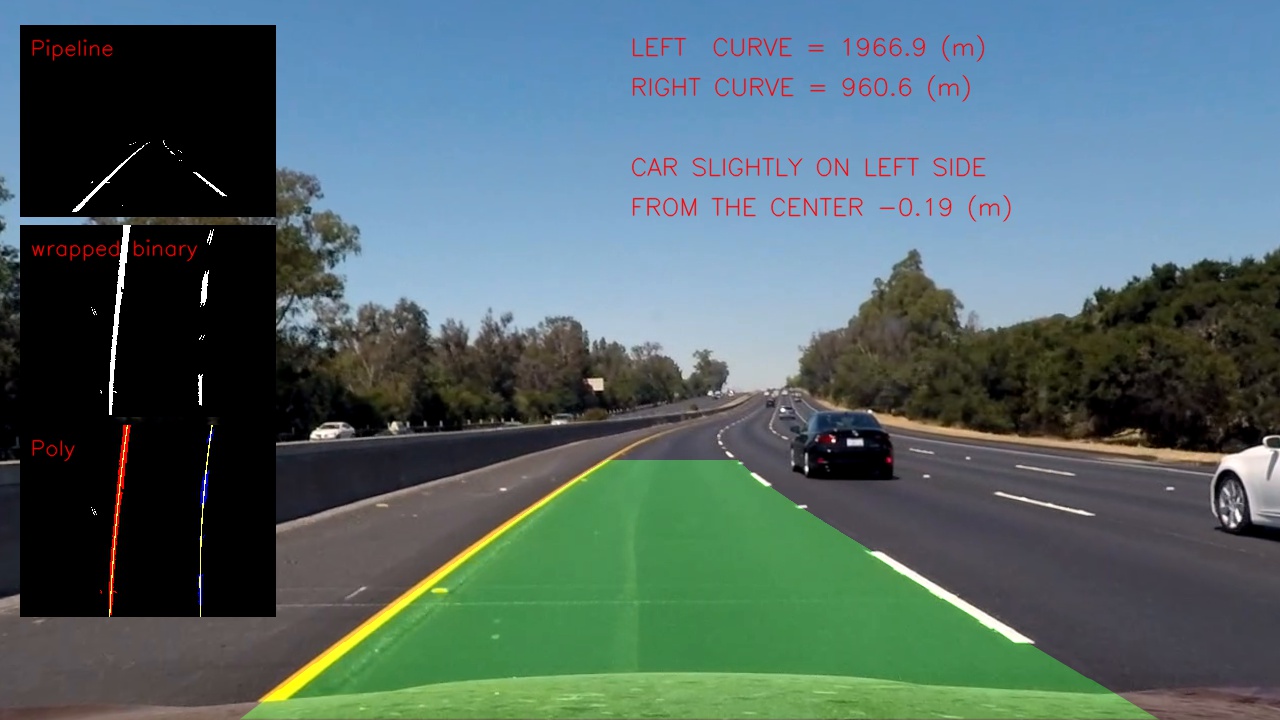 Pipeline
wrapped binary
Poly
LEFT CURVE = 1966.9 (m)
RIGHT CURVE = 960.6 (m)
CAR SLIGHTLY ON LEFT SIDE
FROM THE CENTER -0.19 (m)